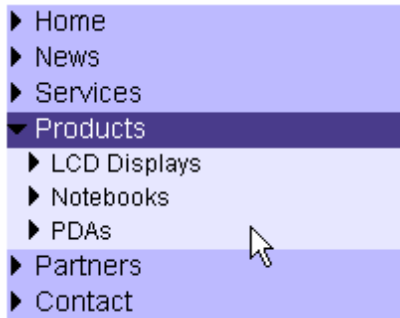 Home
News
Services
Products
LCD Displays
Notebooks
PDAs
Partners
Contact